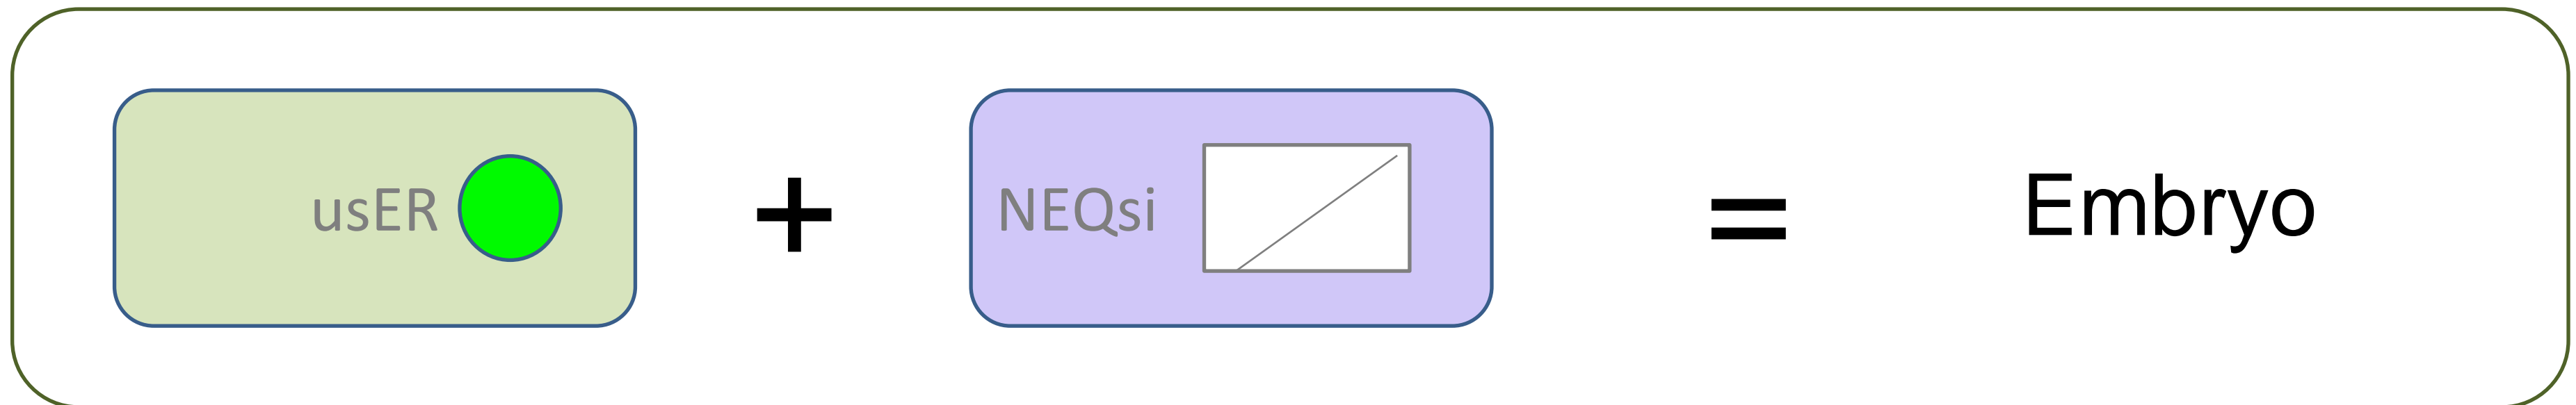 usER + NEQsi = Embryo